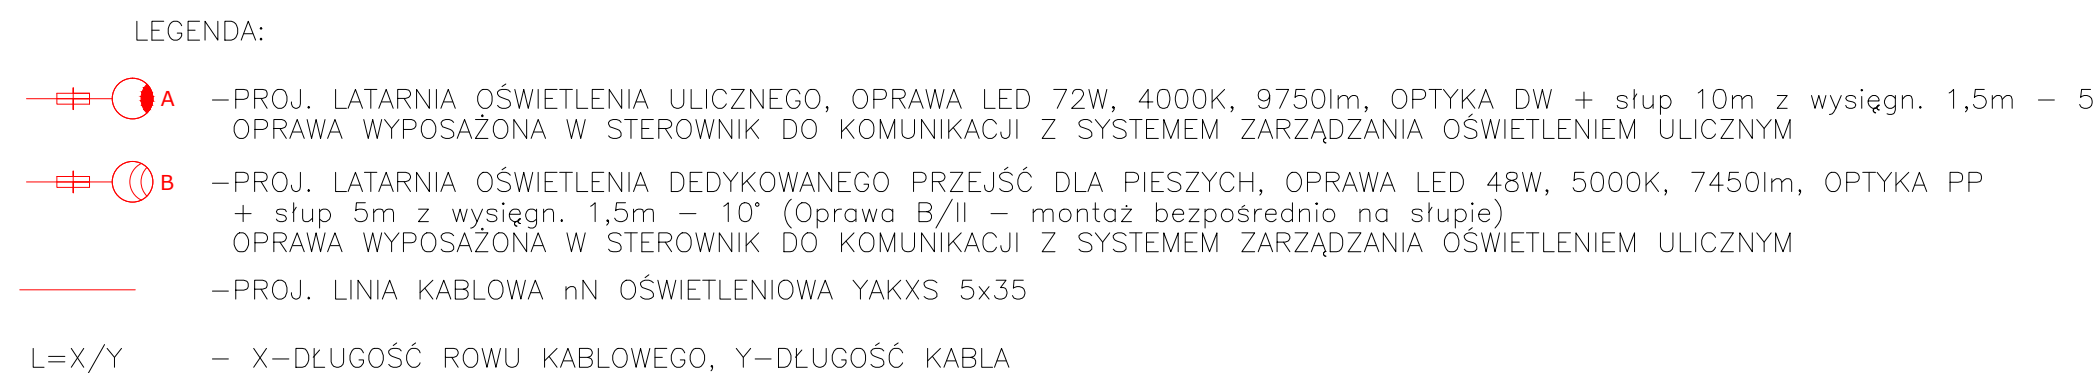 LEGENDA:
A -PROJ. LATARNIA OŚWIETLENIA ULICZNEGO, OPRAWA LED 72W, 4000K, 9750lm, OPTYKA DW + słup 10m z wysięgn. 1,5m - 5
OPRAWA WYPOSAŻONA W STEROWNIK DO KOMUNIKACJI Z SYSTEMEM ZARZĄDZANIA OŚWIETLENIEM ULICZNYM
B -PROJ. LATARNIA OŚWIETLENIA DEDYKOWANEGO PRZEJŚĆ DLA PIESZYCH, OPRAWA LED 48W, 5000K, 7450lm, OPTYKA PP
+ słup 5m z wysięgn. 1,5m - 10° (Oprawa B/II - montaż bezpośrednio na słupie)
OPRAWA WYPOSAŻONA W STEROWNIK DO KOMUNIKACJI Z SYSTEMEM ZARZĄDZANIA OŚWIETLENIEM ULICZNYM
-PROJ. LINIA KABLOWA nN OŚWIETLENIOWA YAKXS 5x35
L=X/Y - X-DŁUGOŚĆ ROWU KABLOWEGO, Y-DŁUGOŚĆ KABLA